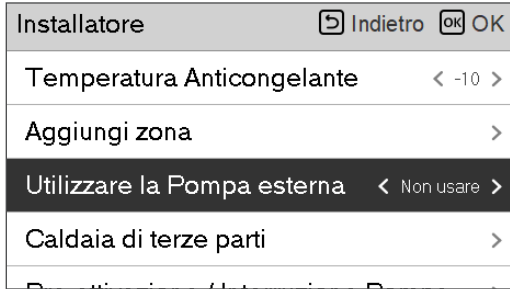 Installatore Indietro OK OK
Temperatura Anticongelante < -10 >
Aggiungi zona >
Utilizzare la Pompa esterna < Non usare >
Caldaia di terze parti >